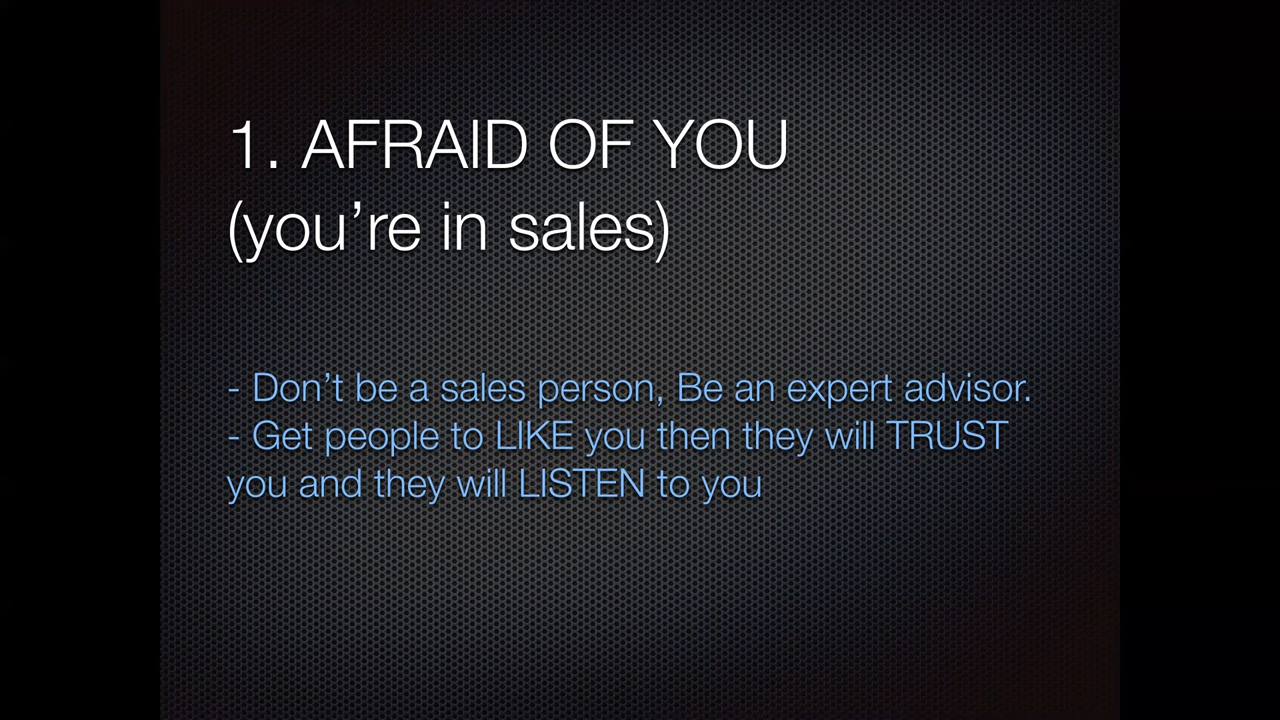 1. AFRAID OF YOU
(you’re in sales)
- Don’t be a sales person, Be an expert advisor.
- Get people to LIKE you then they will TRUST
you and they will LISTEN to you